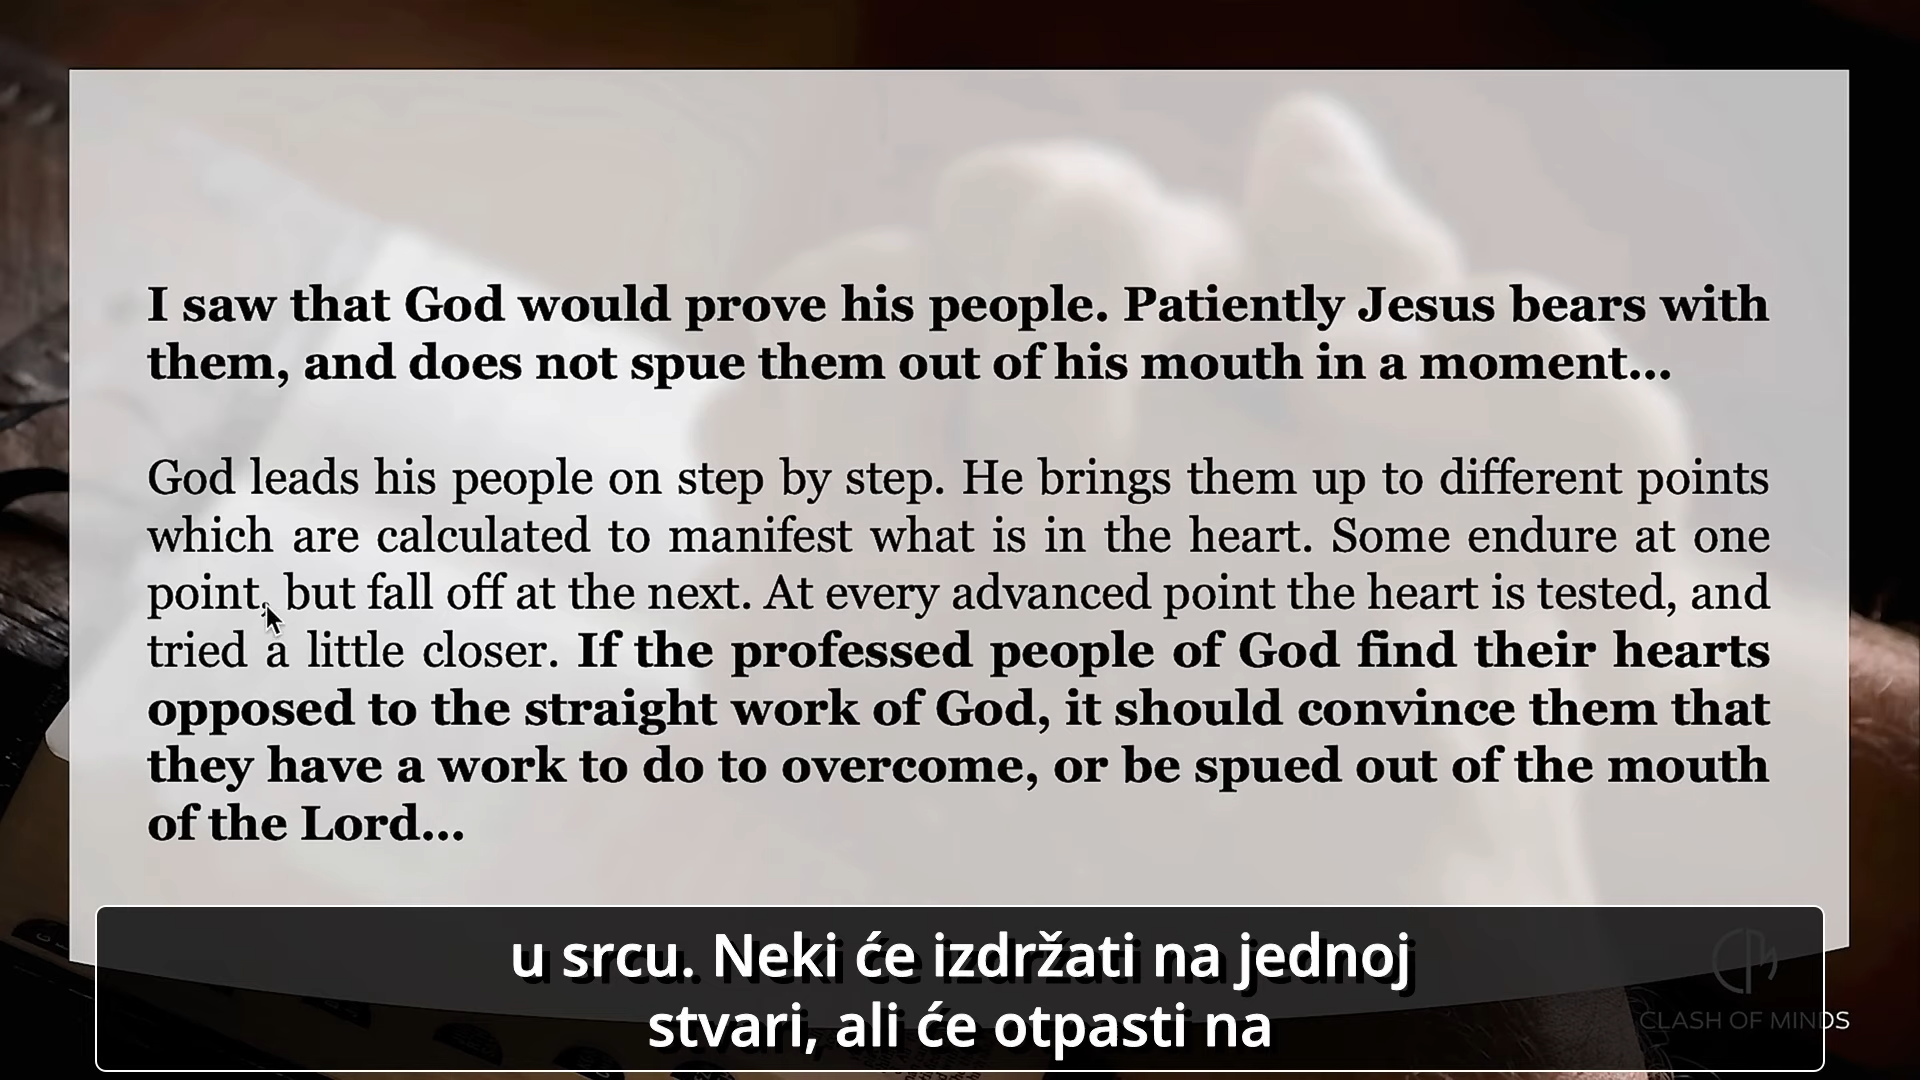 I saw that God would prove his people. Patiently Jesus bears with
them, and does not spue them out of his mouth in a moment...
God leads his people on step by step. He brings them up to different points
which are calculated to manifest what is in the heart. Some endure at one
point, but fall off at the next. At every advanced point the heart is tested, and
tried a little closer. If the professed people of God find their hearts
opposed to the straight work of God, it should convince them that
they have a work to do to overcome, or be spued out of the mouth
of the Lord...
u srcu. Neki će izdržati na jednoj
stvari, ali će otpasti na
CLASH OF MINDS